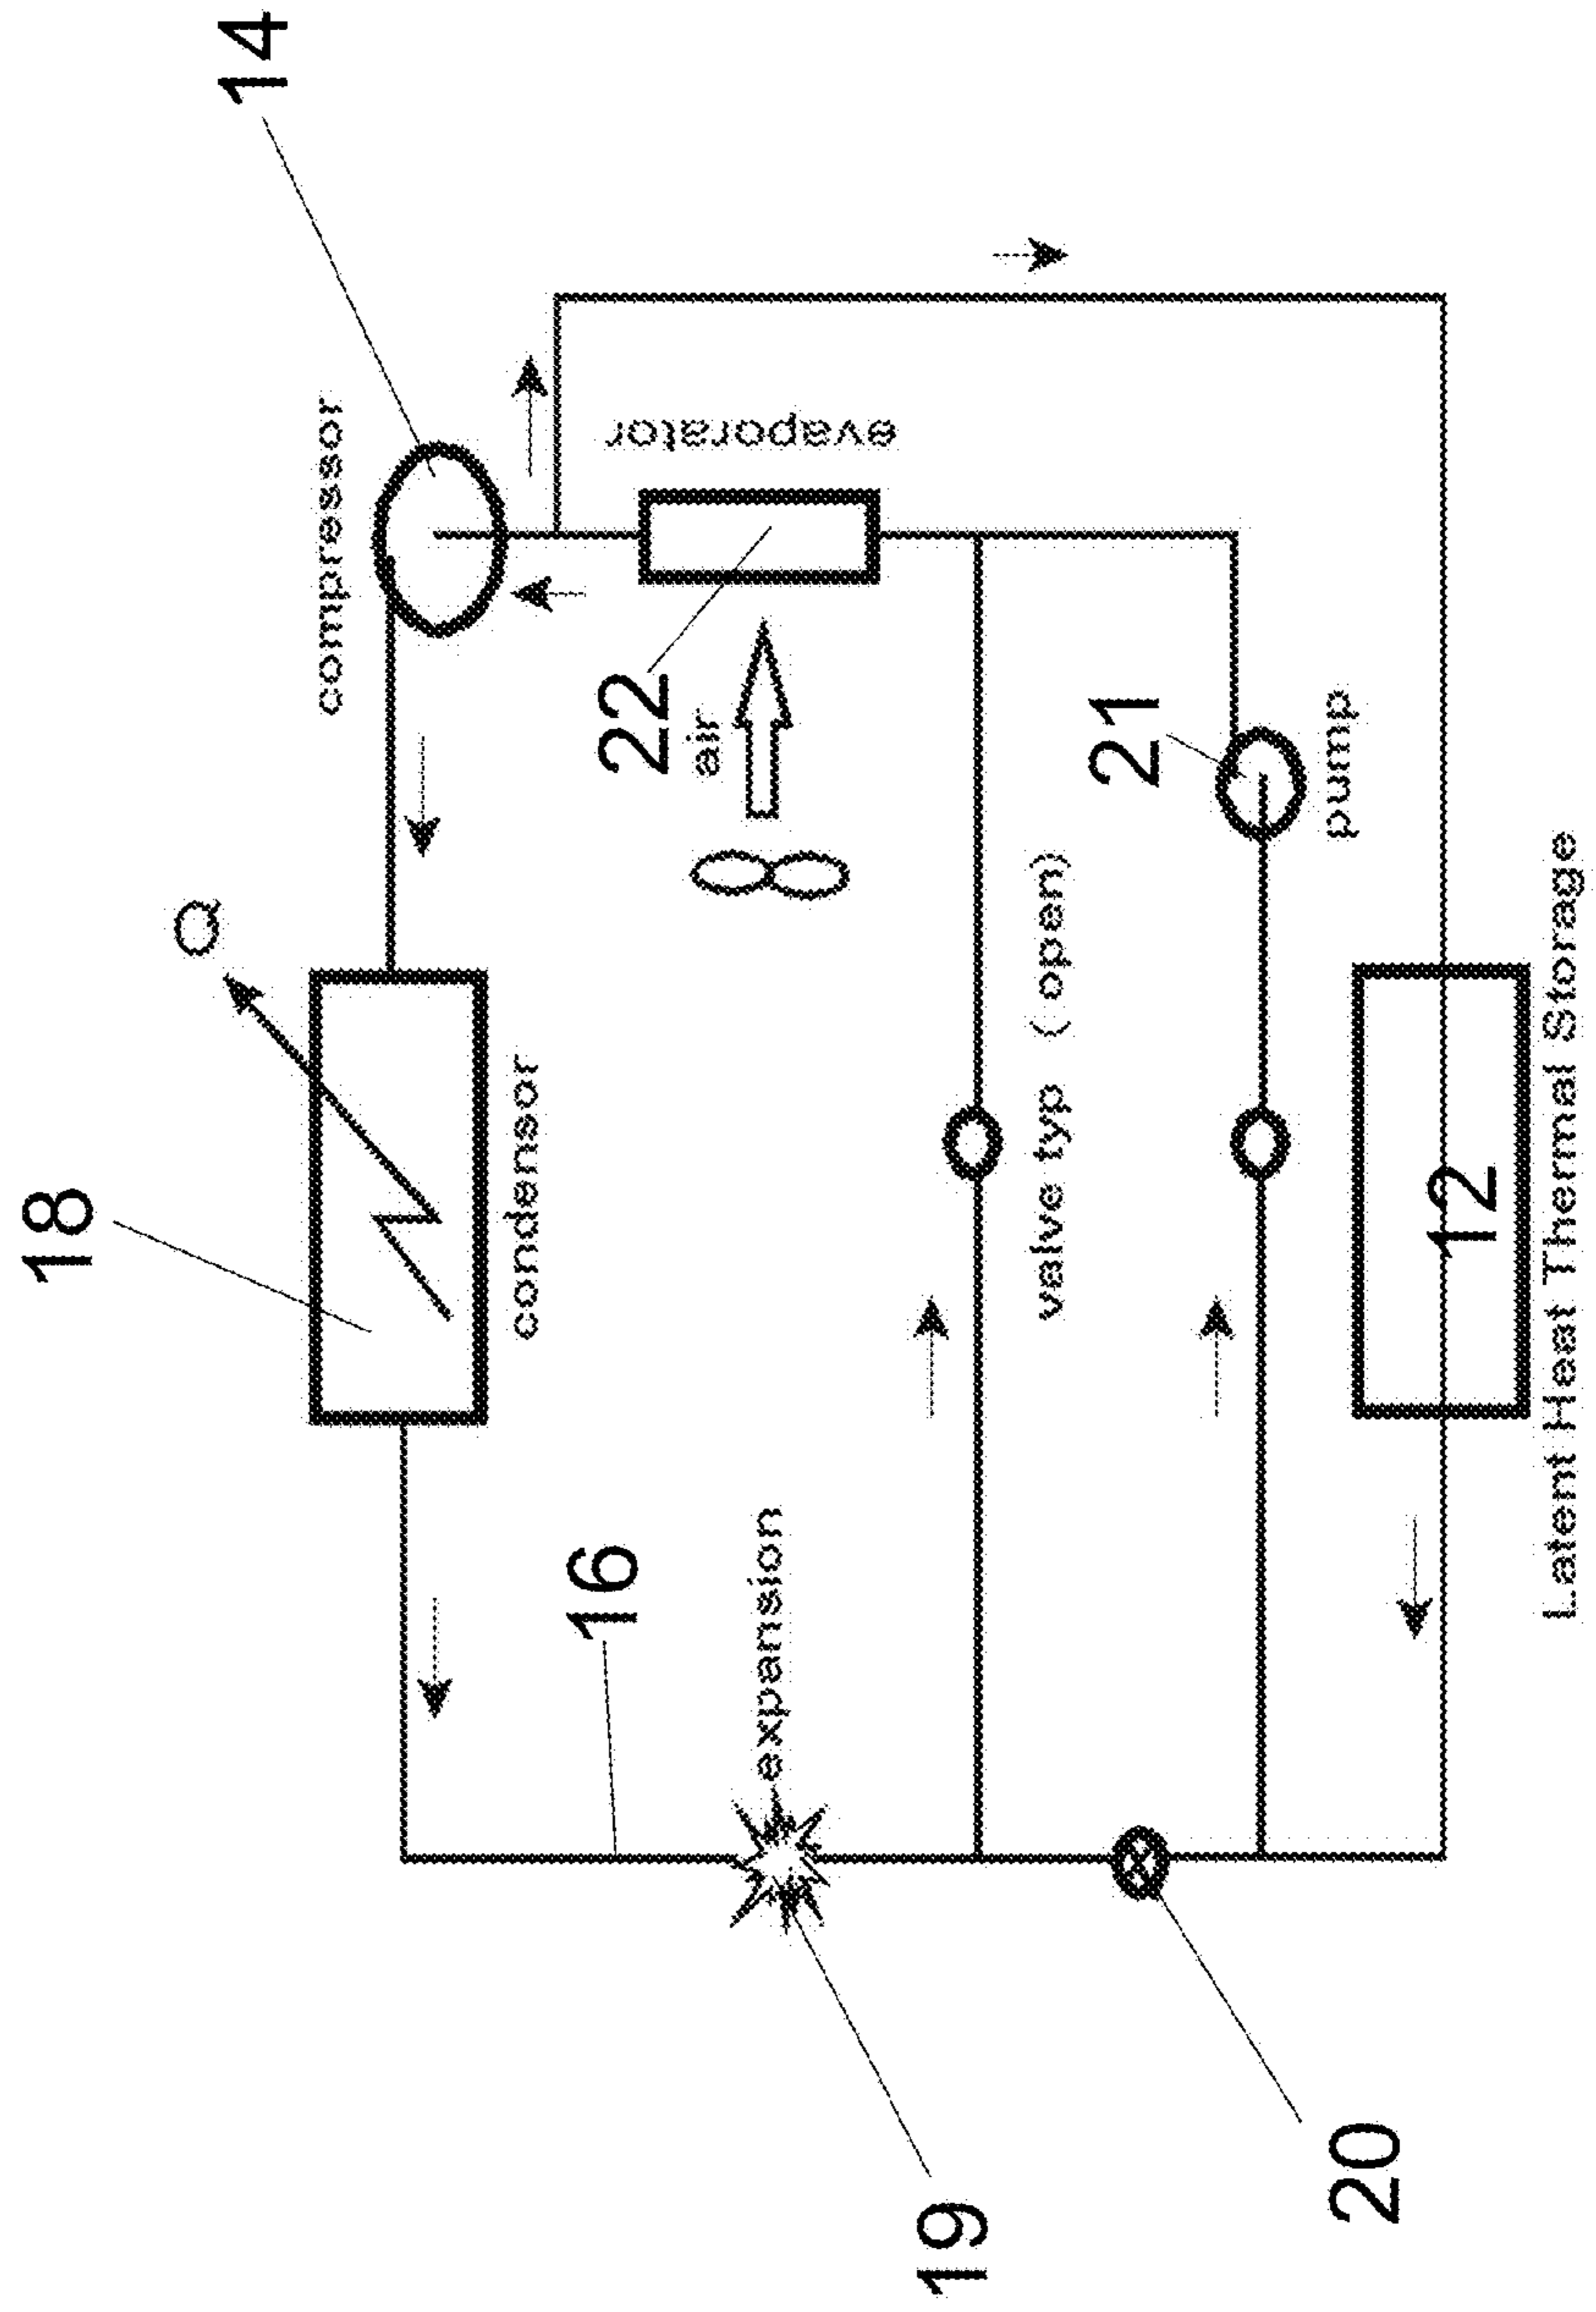 18
Q
14
compressor
condensor
16
expansion
22
air
evaporator
19
valve typ ( open)
21
pump
20
12
Latent Heat Thermal Storage